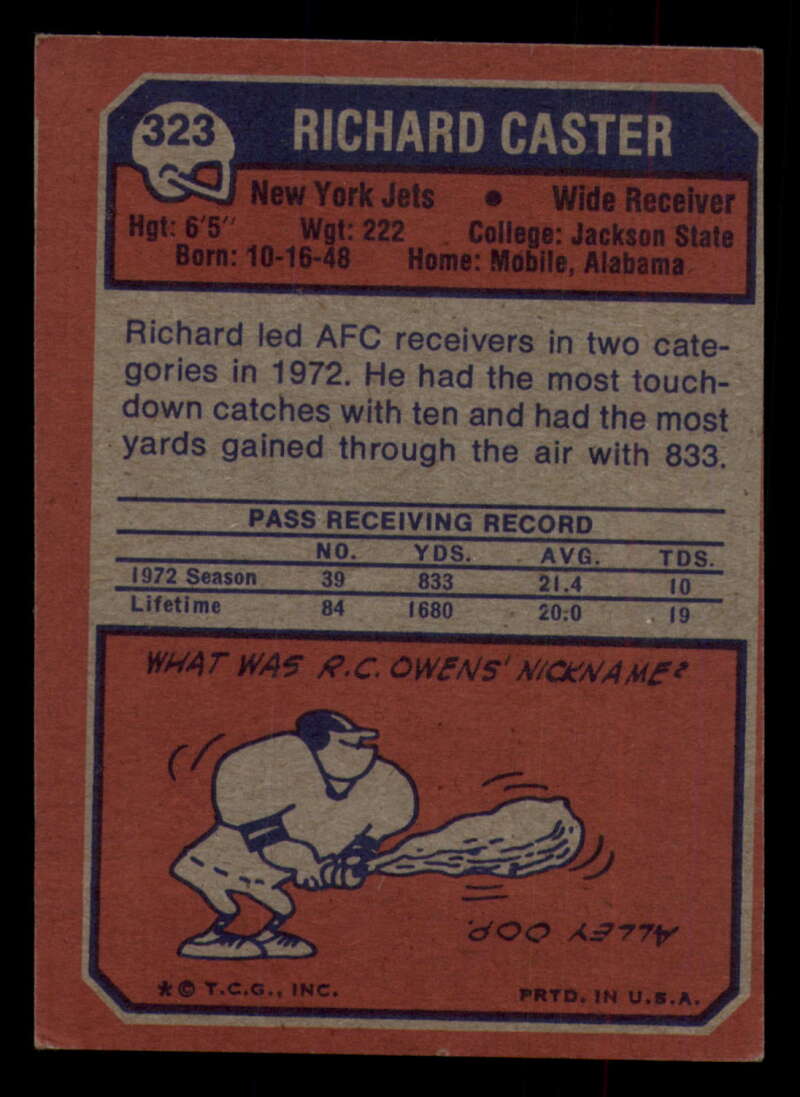 323
RICHARD CASTER
New York Jets • Wide Receiver
Hgt: 6'5" Wgt: 222 College: Jackson State
Born: 10-16-48 Home: Mobile, Alabama
Richard led AFC receivers in two cate-
gories in 1972. He had the most touch-
down catches with ten and had the most
yards gained through the air with 833.
PASS RECEIVING RECORD
NO. YDS. AVG. TDS.
1972 Season 39 833 21.4 10
Lifetime 84 1680 20.0 19
WHAT WAS R.C. OWENS' NICKNAME?
ALLEY OOP.
*© T.C.G., INC. PRTD. IN U.S.A.